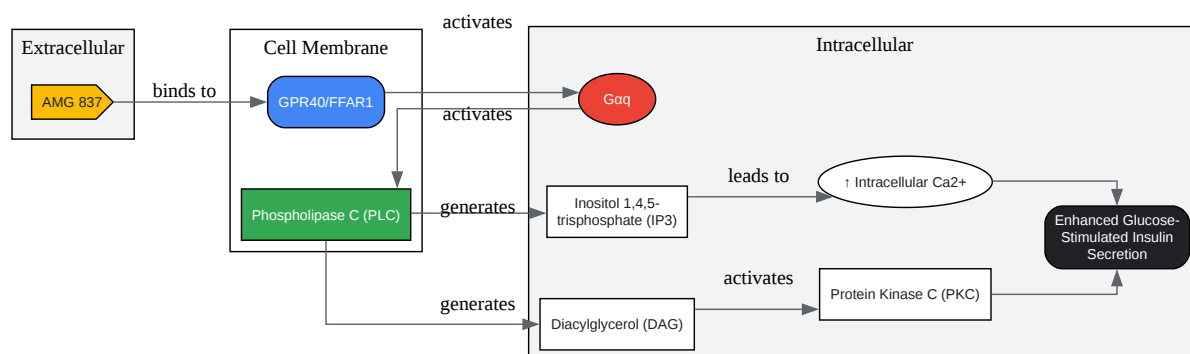 activates
Extracellular
Cell Membrane
Intracellular
AMG 837
binds to
GPR40/FFAR1
activates
Gαq
Phospholipase C (PLC)
generates
Inositol 1,4,5-
trisphosphate (IP3)
leads to
↑ Intracellular Ca2+
Enhanced Glucose-
Stimulated Insulin
Secretion
generates
Diacylglycerol (DAG)
activates
Protein Kinase C (PKC)